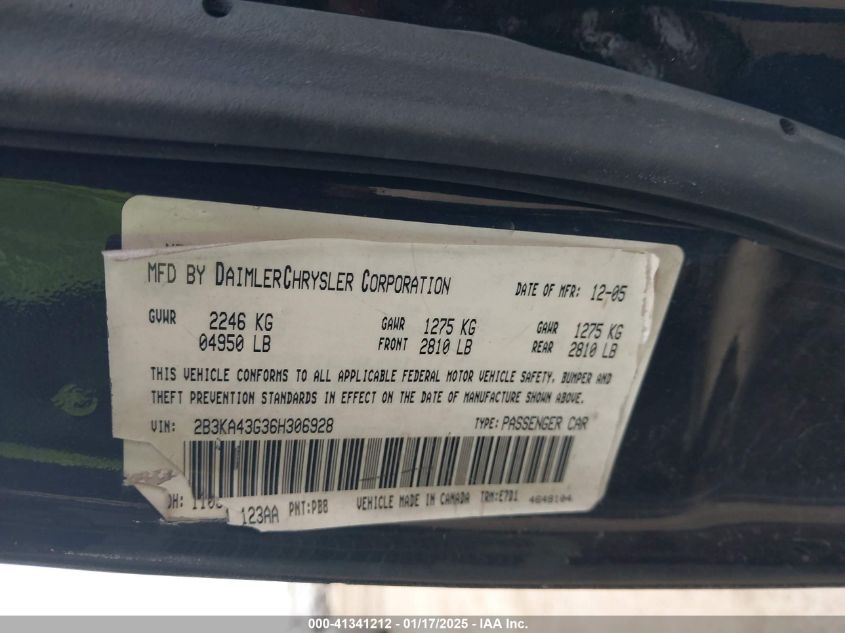 MFD BY DAIMLERCHRYSLER CORPORATION DATE OF MFR: 12-05
GVWR 2246 KG GAWR 1275 KG GAWR 1275 KG
04950 LB FRONT 2810 LB REAR 2810 LB
THIS VEHICLE CONFORMS TO ALL APPLICABLE FEDERAL MOTOR VEHICLE SAFETY, BUMPER AND
THEFT PREVENTION STANDARDS IN EFFECT ON THE DATE OF MANUFACTURE SHOWN ABOVE.
VIN: 2B3KA43G36H306928 TYPE: PASSENGER CAR
123AA PNT:PBB VEHICLE MADE IN CANADA TRM:E7D1 4648104
000-41341212 - 01/17/2025 - IAA Inc.